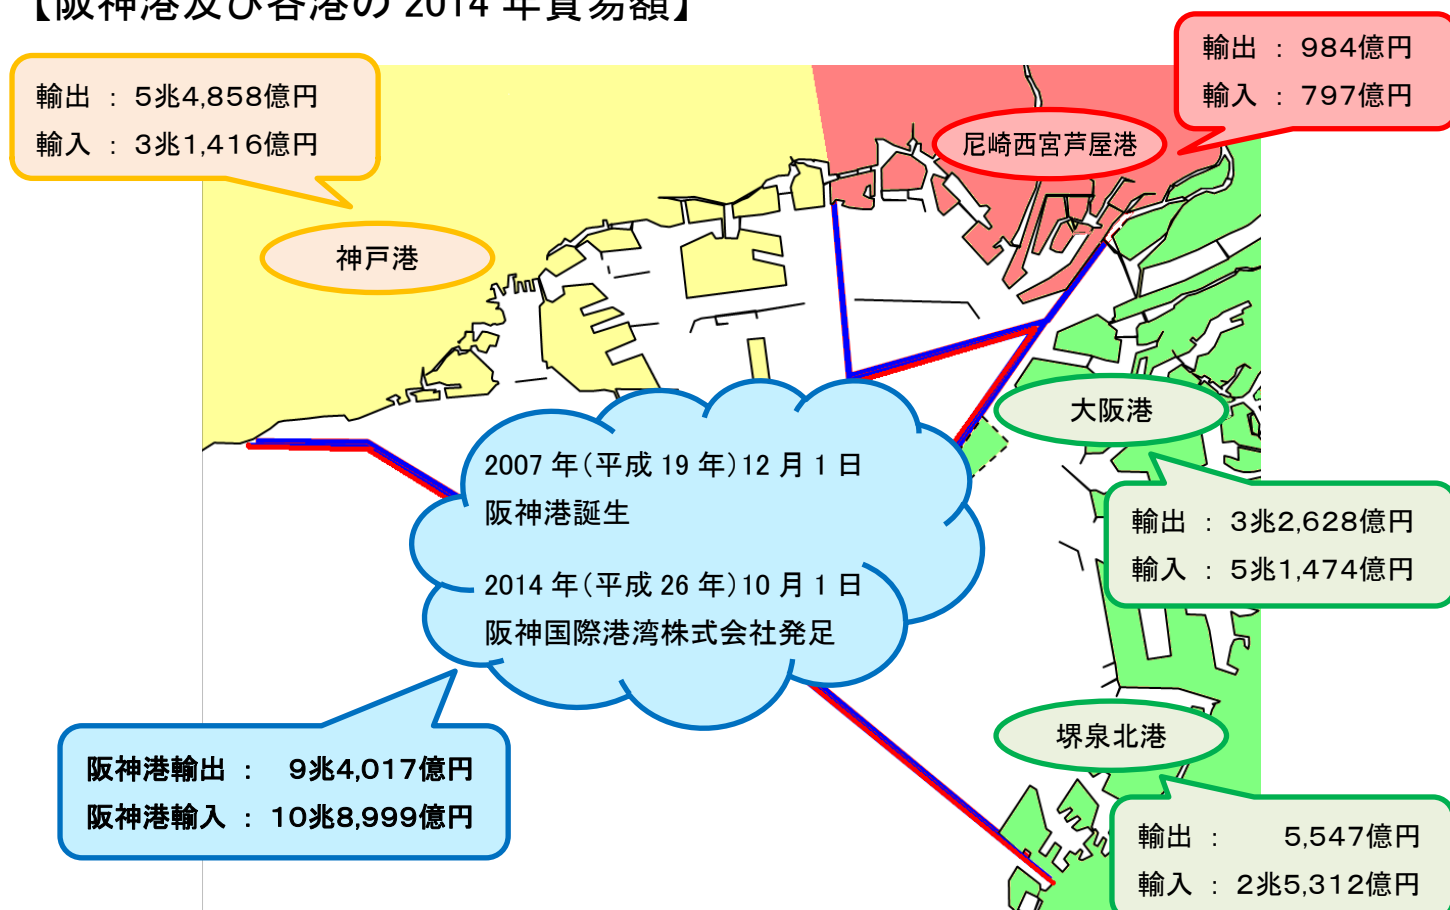 【阪神港及び各港の 2014 年貿易額】
輸出 : 5兆4,858億円
輸入 : 3兆1,416億円
神戸港
輸出 : 984億円
輸入 : 797億円
尼崎西宮芦屋港
大阪港
輸出 : 3兆2,628億円
輸入 : 5兆1,474億円
2007 年(平成 19 年)12 月 1 日
阪神港誕生
2014 年(平成 26 年)10 月 1 日
阪神国際港湾株式会社発足
阪神港輸出 : 9兆4,017億円
阪神港輸入 : 10兆8,999億円
堺泉北港
輸出 : 5,547億円
輸入 : 2兆5,312億円